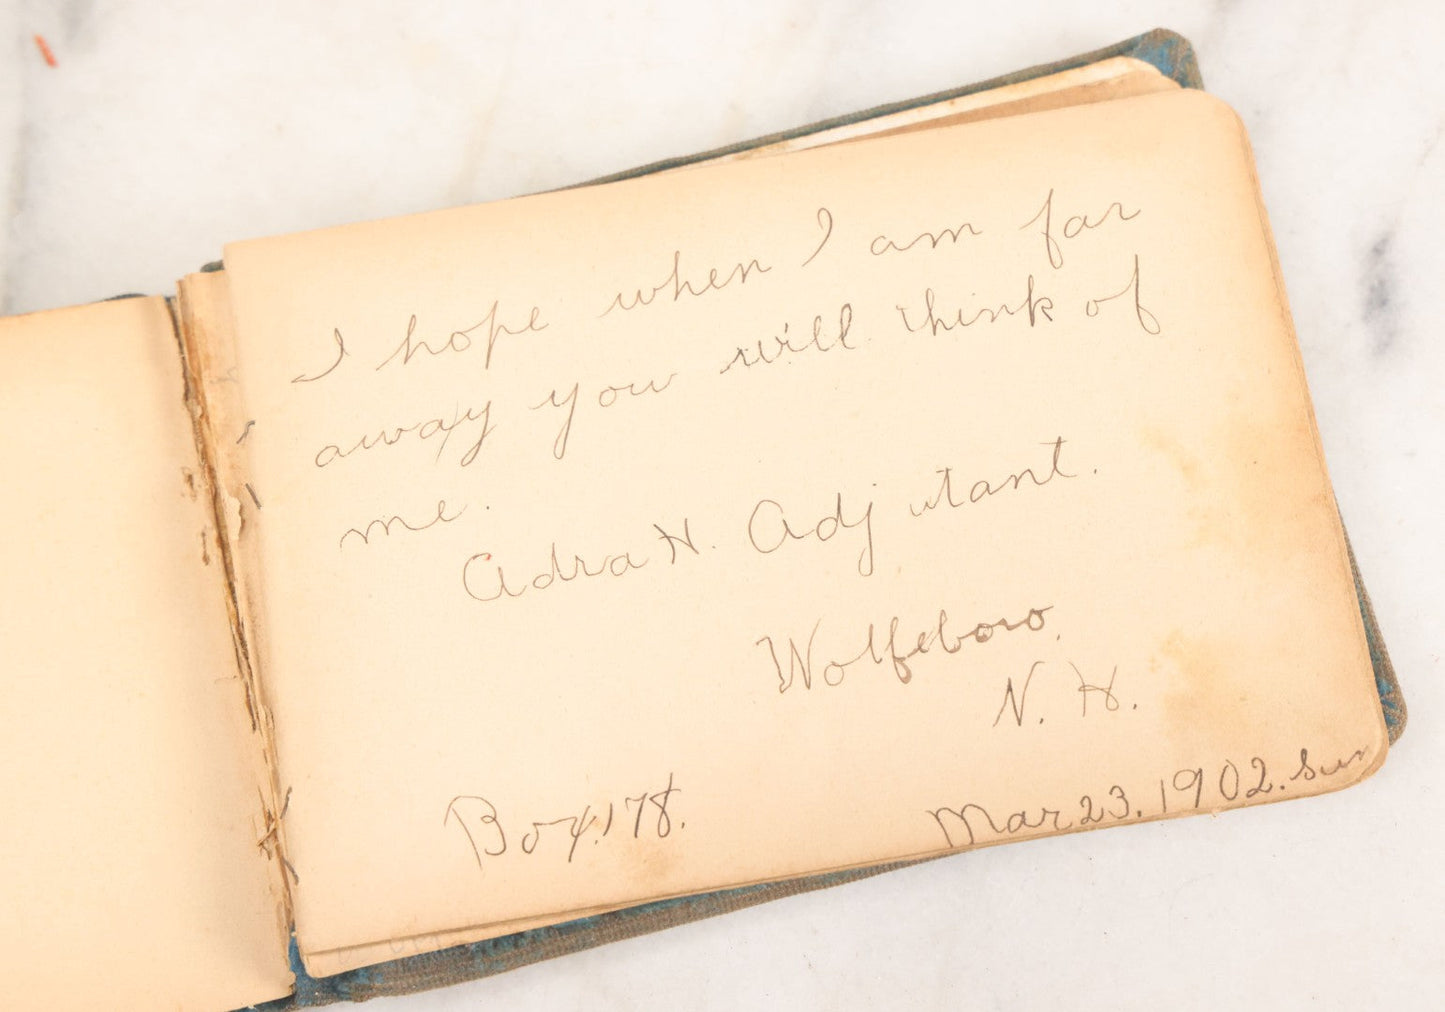 I hope when I am far
away you will think of
me.
Adra H. Adjutant.
Wolfeboro.
N. H.
Box 178.
Mar 23. 1902. Sun